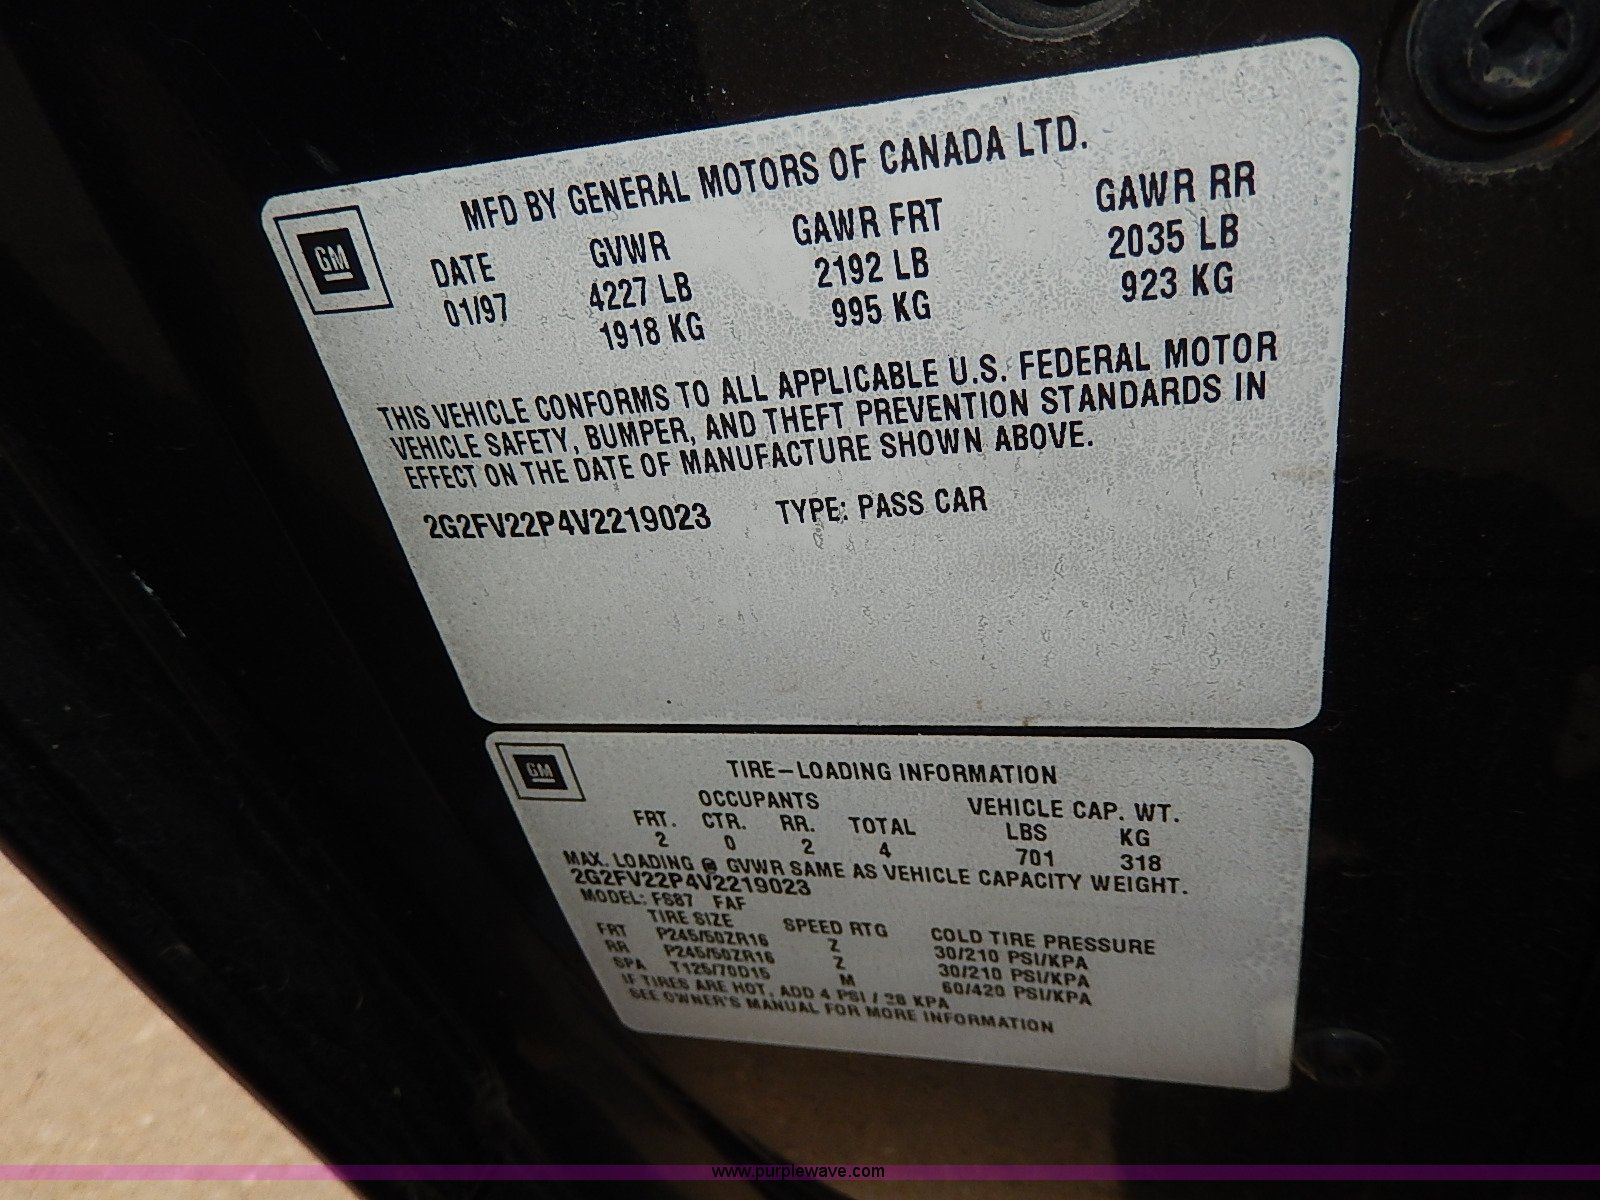 GM
MFD BY GENERAL MOTORS OF CANADA LTD.
DATE GVWR GAWR FRT GAWR RR
01/97 4227 LB 2192 LB 2035 LB
1918 KG 995 KG 923 KG
THIS VEHICLE CONFORMS TO ALL APPLICABLE U.S. FEDERAL MOTOR
VEHICLE SAFETY, BUMPER, AND THEFT PREVENTION STANDARDS IN
EFFECT ON THE DATE OF MANUFACTURE SHOWN ABOVE.
2G2FV22P4V2219023 TYPE: PASS CAR
GM
TIRE-LOADING INFORMATION
OCCUPANTS VEHICLE CAP. WT.
FRT. CTR. RR. TOTAL LBS KG
2 0 2 4 701 318
MAX. LOADING @ GVWR SAME AS VEHICLE CAPACITY WEIGHT.
2G2FV22P4V2219023
MODEL: FS87 FAF
TIRE SIZE SPEED RTG COLD TIRE PRESSURE
FRT P245/50ZR16 Z 30/210 PSI/KPA
RR P245/50ZR16 Z 30/210 PSI/KPA
SPA T125/70D15 M 60/420 PSI/KPA
IF TIRES ARE HOT, ADD 4 PSI / 28 KPA
SEE OWNER'S MANUAL FOR MORE INFORMATION
www.purplewave.com